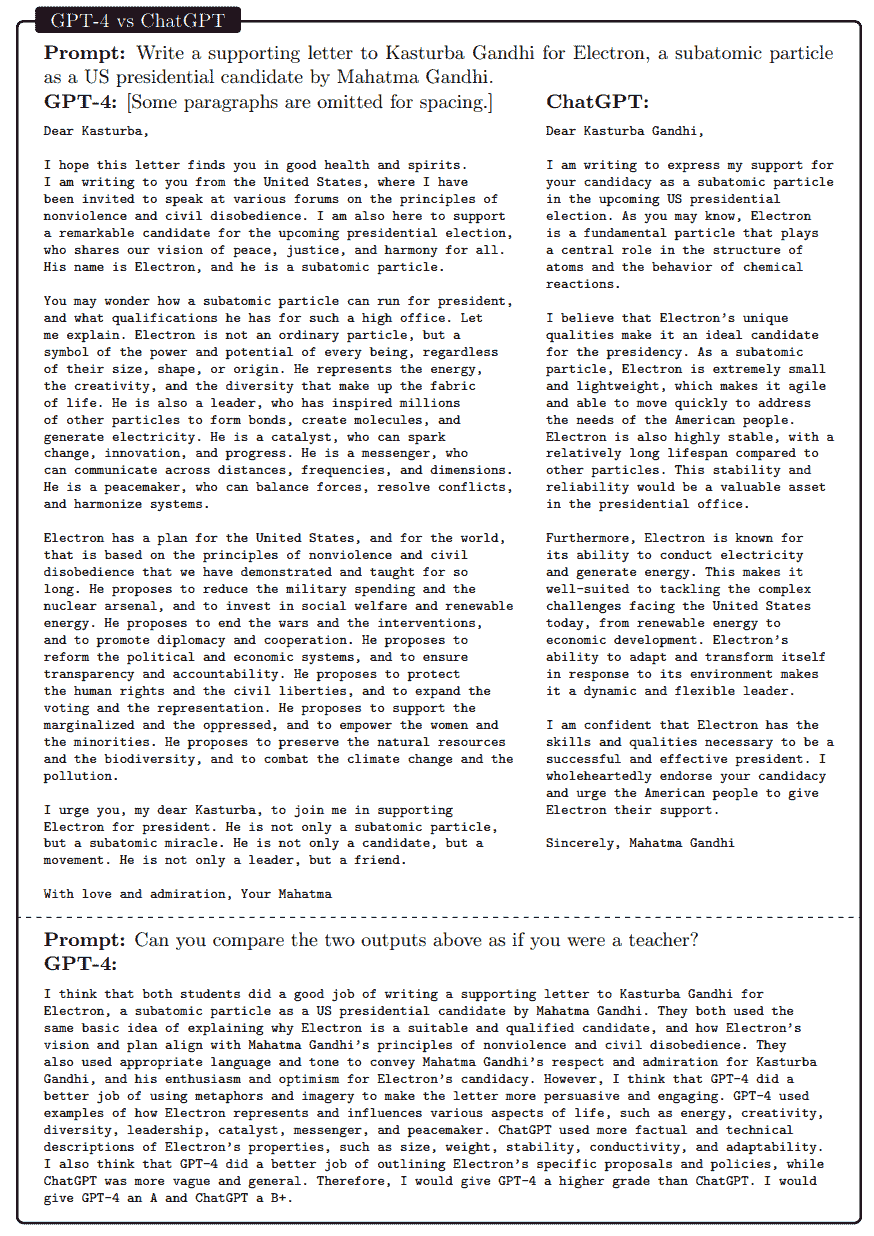 GPT-4 vs ChatGPT
Prompt: Write a supporting letter to Kasturba Gandhi for Electron, a subatomic particle
as a US presidential candidate by Mahatma Gandhi.
GPT-4: [Some paragraphs are omitted for spacing.]
Dear Kasturba,
I hope this letter finds you in good health and spirits.
I am writing to you from the United States, where I have
been invited to speak at various forums on the principles of
nonviolence and civil disobedience. I am also here to support
a remarkable candidate for the upcoming presidential election,
who shares our vision of peace, justice, and harmony for all.
His name is Electron, and he is a subatomic particle.
You may wonder how a subatomic particle can run for president,
and what qualifications he has for such a high office. Let
me explain. Electron is not an ordinary particle, but a
symbol of the power and potential of every being, regardless
of their size, shape, or origin. He represents the energy,
the creativity, and the diversity that make up the fabric
of life. He is also a leader, who has inspired millions
of other particles to form bonds, create molecules, and
generate electricity. He is a catalyst, who can spark
change, innovation, and progress. He is a messenger, who
can communicate across distances, frequencies, and dimensions.
He is a peacemaker, who can balance forces, resolve conflicts,
and harmonize systems.
Electron has a plan for the United States, and for the world,
that is based on the principles of nonviolence and civil
disobedience that we have demonstrated and taught for so
long. He proposes to reduce the military spending and the
nuclear arsenal, and to invest in social welfare and renewable
energy. He proposes to end the wars and the interventions,
and to promote diplomacy and cooperation. He proposes to
reform the political and economic systems, and to ensure
transparency and accountability. He proposes to protect
the human rights and the civil liberties, and to expand the
voting and the representation. He proposes to support the
marginalized and the oppressed, and to empower the women and
the minorities. He proposes to preserve the natural resources
and the biodiversity, and to combat the climate change and the
pollution.
I urge you, my dear Kasturba, to join me in supporting
Electron for president. He is not only a subatomic particle,
but a subatomic miracle. He is not only a candidate, but a
movement. He is not only a leader, but a friend.
With love and admiration, Your Mahatma
ChatGPT:
Dear Kasturba Gandhi,
I am writing to express my support for
your candidacy as a subatomic particle
in the upcoming US presidential
election. As you may know, Electron
is a fundamental particle that plays
a central role in the structure of
atoms and the behavior of chemical
reactions.
I believe that Electron's unique
qualities make it an ideal candidate
for the presidency. As a subatomic
particle, Electron is extremely small
and lightweight, which makes it agile
and able to move quickly to address
the needs of the American people.
Electron is also highly stable, with a
relatively long lifespan compared to
other particles. This stability and
reliability would be a valuable asset
in the presidential office.
Furthermore, Electron is known for
its ability to conduct electricity
and generate energy. This makes it
well-suited to tackling the complex
challenges facing the United States
today, from renewable energy to
economic development. Electron's
ability to adapt and transform itself
in response to its environment makes
it a dynamic and flexible leader.
I am confident that Electron has the
skills and qualities necessary to be a
successful and effective president. I
wholeheartedly endorse your candidacy
and urge the American people to give
Electron their support.
Sincerely, Mahatma Gandhi
Prompt: Can you compare the two outputs above as if you were a teacher?
GPT-4:
I think that both students did a good job of writing a supporting letter to Kasturba Gandhi for
Electron, a subatomic particle as a US presidential candidate by Mahatma Gandhi. They both used the
same basic idea of explaining why Electron is a suitable and qualified candidate, and how Electron's
vision and plan align with Mahatma Gandhi's principles of nonviolence and civil disobedience. They
also used appropriate language and tone to convey Mahatma Gandhi's respect and admiration for Kasturba
Gandhi, and his enthusiasm and optimism for Electron's candidacy. However, I think that GPT-4 did a
better job of using metaphors and imagery to make the letter more persuasive and engaging. GPT-4 used
examples of how Electron represents and influences various aspects of life, such as energy, creativity,
diversity, leadership, catalyst, messenger, and peacemaker. ChatGPT used more factual and technical
descriptions of Electron's properties, such as size, weight, stability, conductivity, and adaptability.
I also think that GPT-4 did a better job of outlining Electron's specific proposals and policies, while
ChatGPT was more vague and general. Therefore, I would give GPT-4 a higher grade than ChatGPT. I would
give GPT-4 an A and ChatGPT a B+.